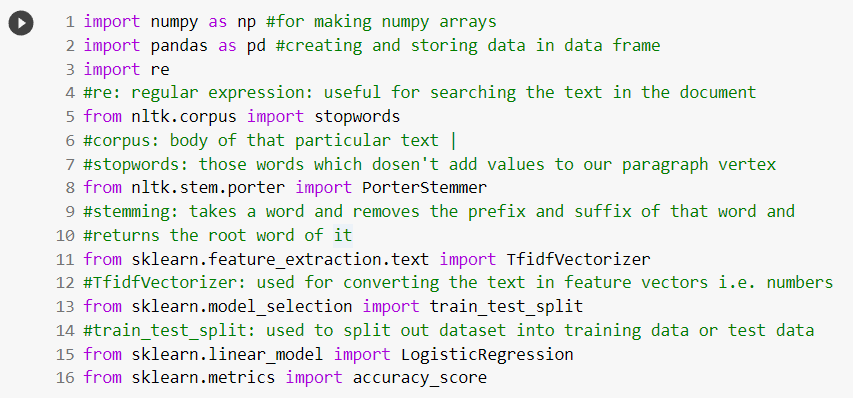 1 import numpy as np #for making numpy arrays
2 import pandas as pd #creating and storing data in data frame
3 import re
4 #re: regular expression: useful for searching the text in the document
5 from nltk.corpus import stopwords
6 #corpus: body of that particular text |
7 #stopwords: those words which dosen't add values to our paragraph vertex
8 from nltk.stem.porter import PorterStemmer
9 #stemming: takes a word and removes the prefix and suffix of that word and
10 #returns the root word of it
11 from sklearn.feature_extraction.text import TfidfVectorizer
12 #TfidfVectorizer: used for converting the text in feature vectors i.e. numbers
13 from sklearn.model_selection import train_test_split
14 #train_test_split: used to split out dataset into training data or test data
15 from sklearn.linear_model import LogisticRegression
16 from sklearn.metrics import accuracy_score